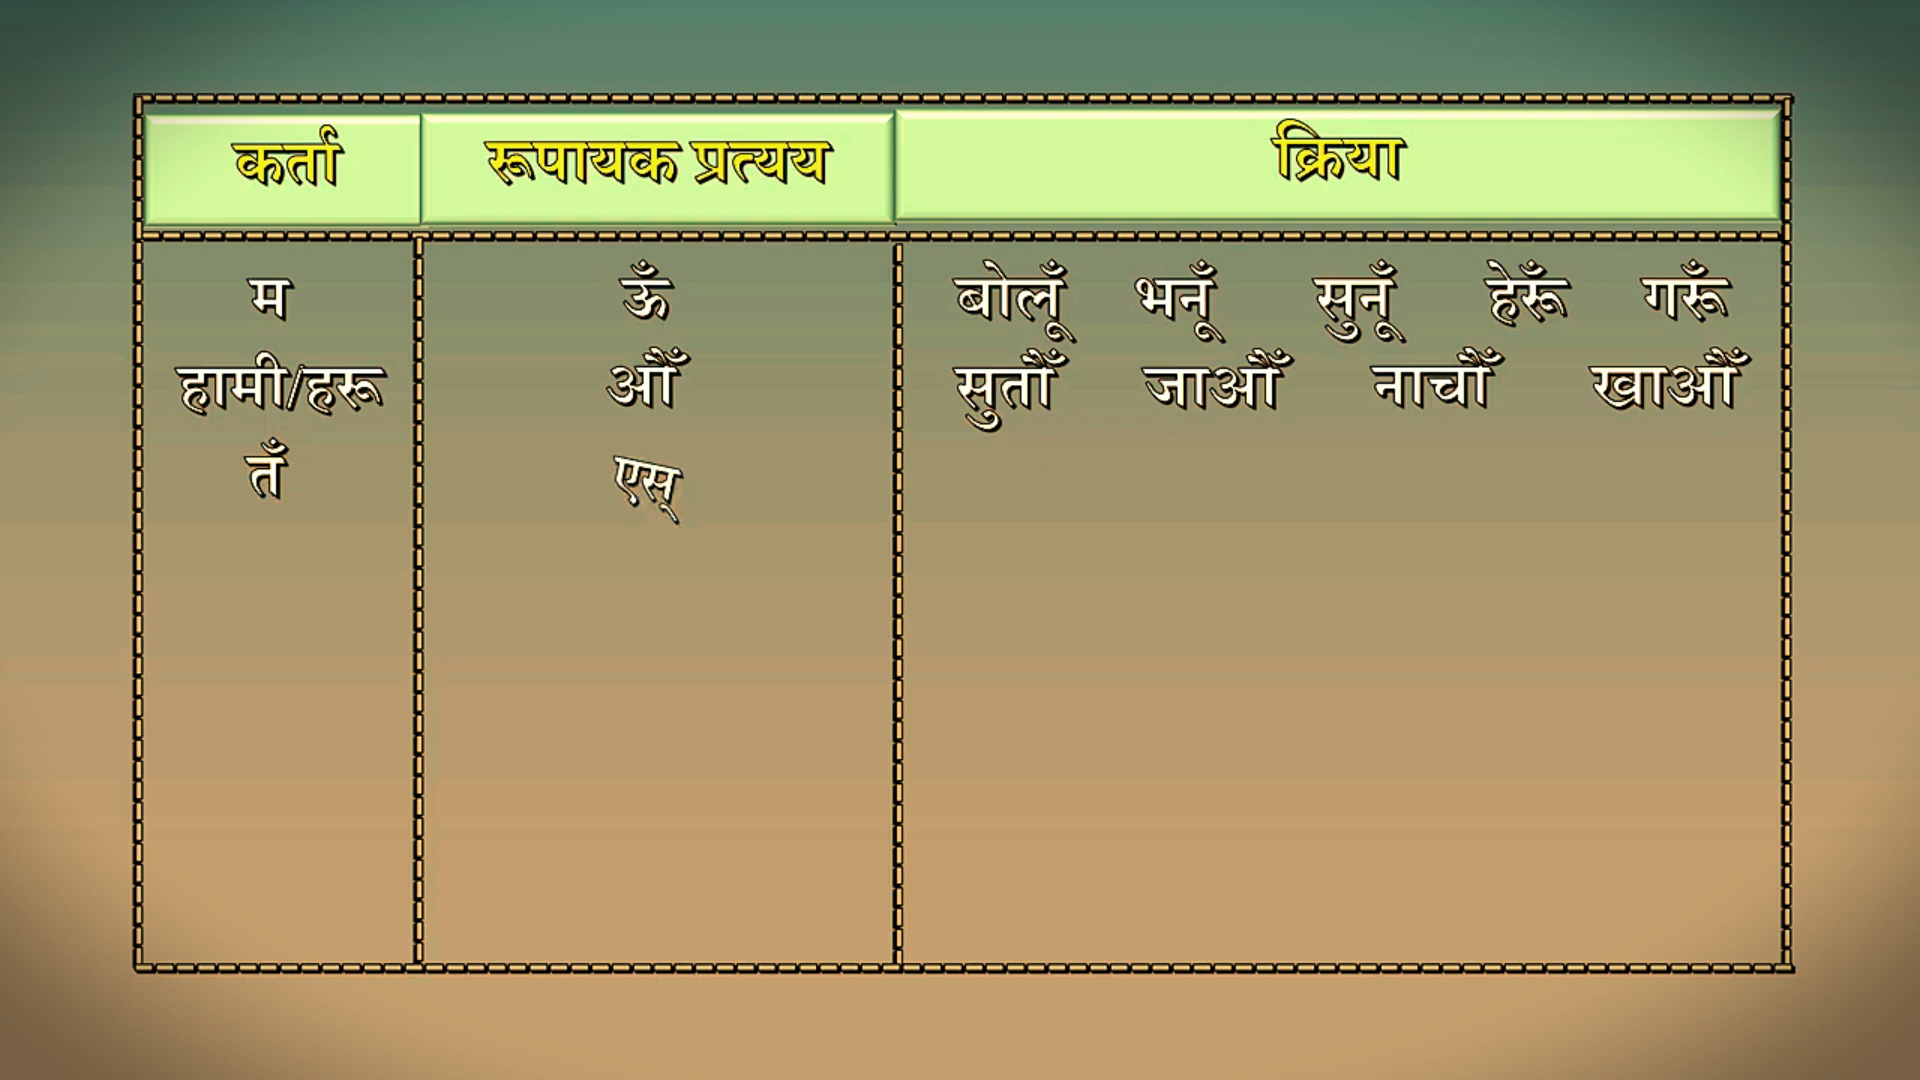 कर्ता रूपायक प्रत्यय क्रिया
म ऊँ बोलूँ भनूँ सुनूँ हेरूँ गरूँ
हामी/हरू औँ सुतौँ जाऔँ नाचौँ खाऔँ
तँ एस्